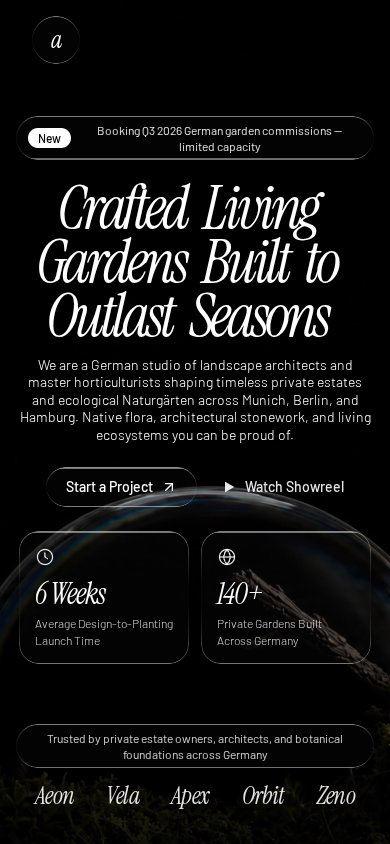 a
New
Booking Q3 2026 German garden commissions —
limited capacity
Crafted Living
Gardens Built to
Outlast Seasons
We are a German studio of landscape architects and
master horticulturists shaping timeless private estates
and ecological Naturgärten across Munich, Berlin, and
Hamburg. Native flora, architectural stonework, and living
ecosystems you can be proud of.
Start a Project
Watch Showreel
6 Weeks
Average Design-to-Planting
Launch Time
140+
Private Gardens Built
Across Germany
Trusted by private estate owners, architects, and botanical
foundations across Germany
Aeon
Vela
Apex
Orbit
Zeno